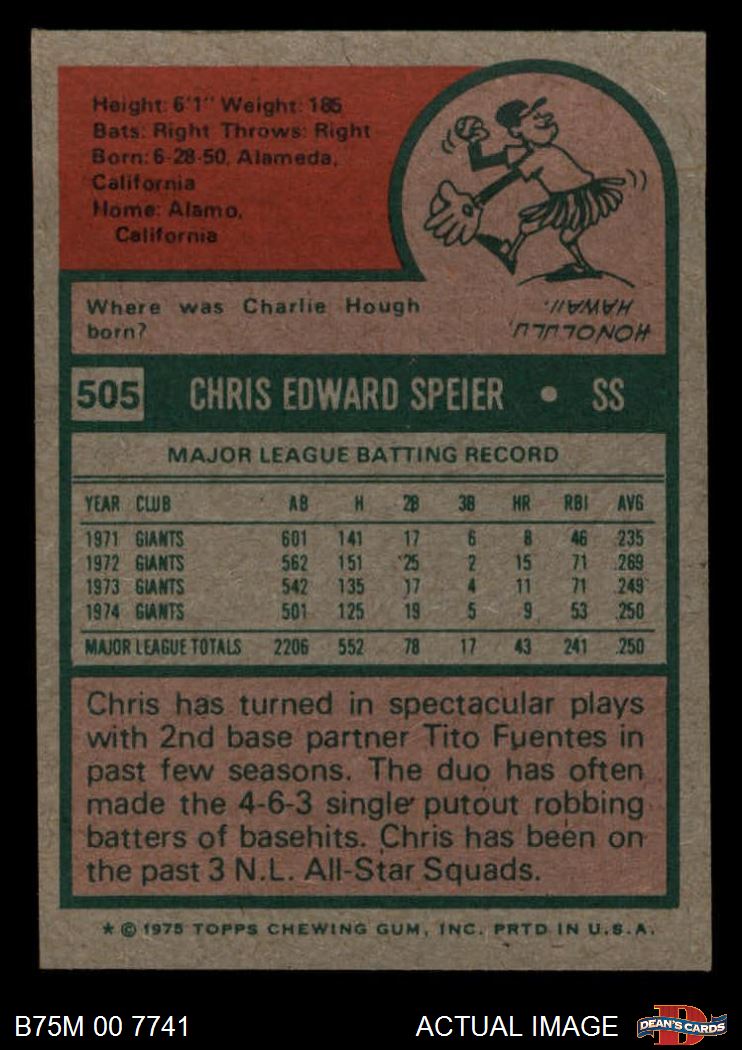 Height: 6'1" Weight: 185
Bats: Right Throws: Right
Born: 6-28-50, Alameda,
California
Home: Alamo,
California
Where was Charlie Hough
born?
HONOLULU,
HAWAII.
505 CHRIS EDWARD SPEIER • SS
MAJOR LEAGUE BATTING RECORD
YEAR CLUB AB H 2B 3B HR RBI AVG
1971 GIANTS 601 141 17 6 8 46 .235
1972 GIANTS 562 151 25 2 15 71 .269
1973 GIANTS 542 135 17 4 11 71 .249
1974 GIANTS 501 125 19 5 9 53 .250
MAJOR LEAGUE TOTALS 2206 552 78 17 43 241 .250
Chris has turned in spectacular plays
with 2nd base partner Tito Fuentes in
past few seasons. The duo has often
made the 4-6-3 single putout robbing
batters of basehits. Chris has been on
the past 3 N.L. All-Star Squads.
* © 1975 TOPPS CHEWING GUM, INC. PRTD IN U.S.A.
B75M 00 7741 ACTUAL IMAGE
DEAN'S CARDS